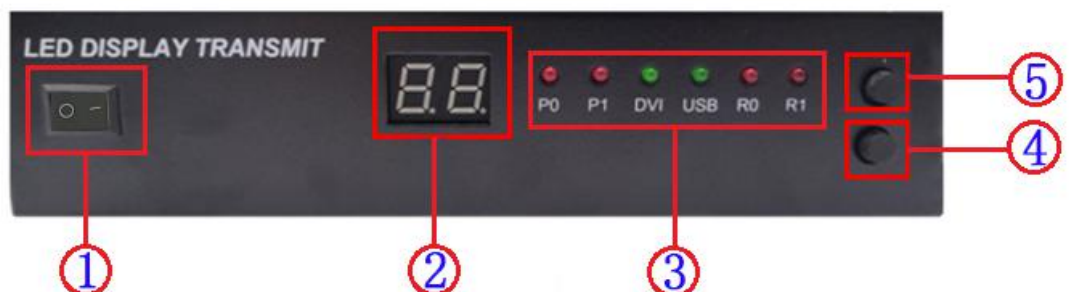 LED DISPLAY TRANSMIT
8.8.
P0 P1 DVI USB R0 R1
⑤
④
① ② ③